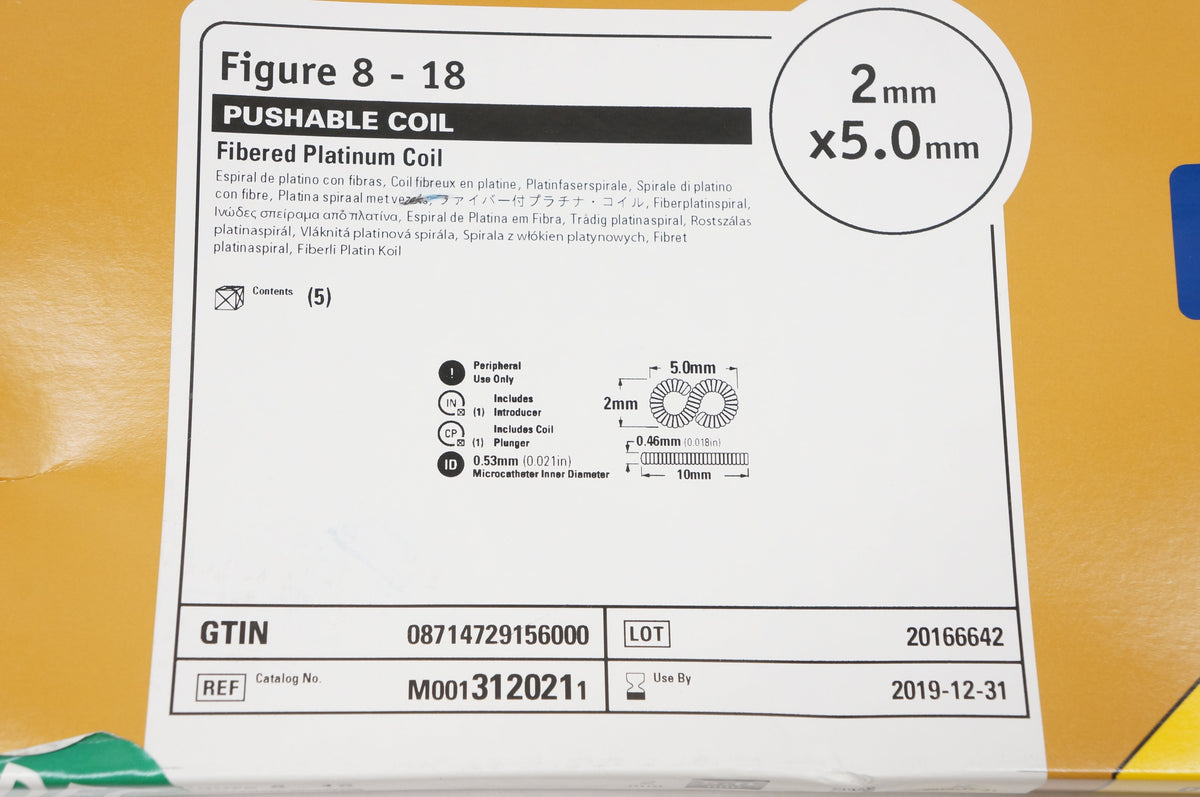 Figure 8 - 18
2mm
x5.0mm
PUSHABLE COIL
Fibered Platinum Coil
Espiral de platino con fibras, Coil fibreux en platine, Platinfaserspirale, Spirale di platino
con fibre, Platina spiraal met ファイバー付プラチナ・コイル, Fiberplatinspiral,
Ινώδες σπείραμα από πλατίνα, Espiral de Platina em Fibra, Trådig platinaspiral, Rostszálas
platinaspirál, Vláknitá platinová spirála, Spirala z włókien platynowych, Fibret
platinaspiral, Fiberli Platin Koil
Contents (5)
! Peripheral
Use Only
IN Includes
(1) Introducer
CP Includes Coil
(1) Plunger
ID 0.53mm (0.021in)
Microcatheter Inner Diameter
5.0mm
2mm
0.46mm (0.018in)
10mm
GTIN 08714729156000
LOT 20166642
REF Catalog No. M0013120211
Use By 2019-12-31